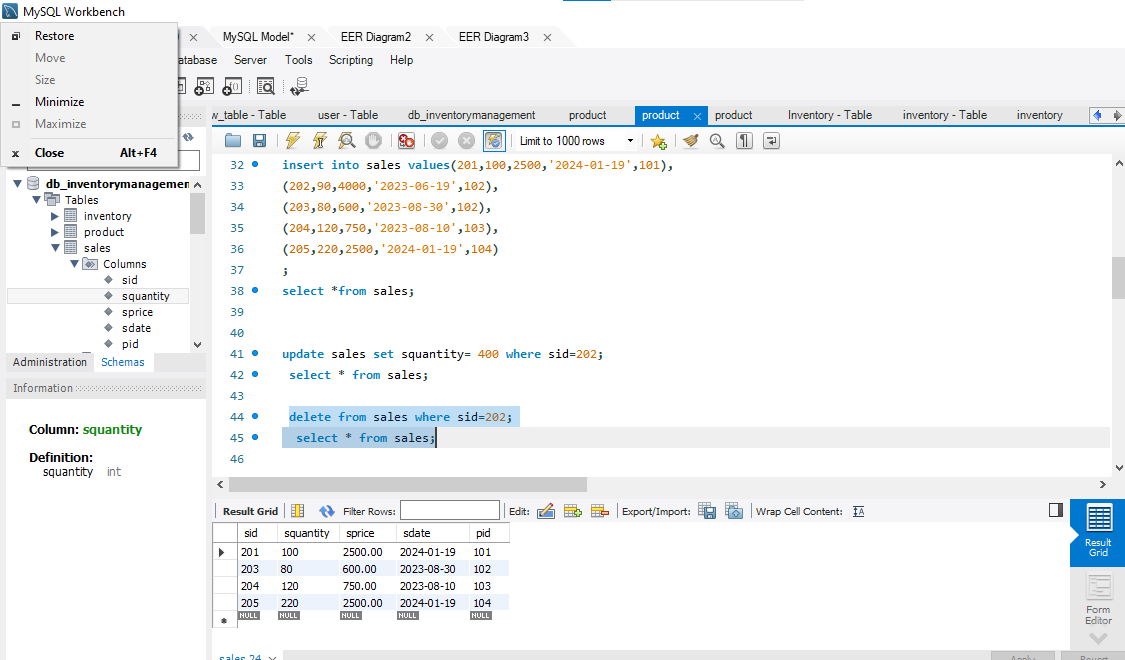 MySQL Workbench
Restore
Move
Size
Minimize
Maximize
Close Alt+F4
MySQL Model* EER Diagram2 EER Diagram3
atabase Server Tools Scripting Help
w_table - Table user - Table db_inventorymanagement product product product Inventory - Table inventory - Table inventory
Limit to 1000 rows
db_inventorymanagemen
Tables
inventory
product
sales
Columns
sid
squantity
sprice
sdate
pid
Administration Schemas
Information
Column: squantity
Definition:
squantity int
32 insert into sales values(201,100,2500,'2024-01-19',101),
33 (202,90,4000,'2023-06-19',102),
34 (203,80,600,'2023-08-30',102),
35 (204,120,750,'2023-08-10',103),
36 (205,220,2500,'2024-01-19',104)
37 ;
38 select *from sales;
39
40
41 update sales set squantity= 400 where sid=202;
42 select * from sales;
43
44 delete from sales where sid=202;
45 select * from sales;
46
Result Grid Filter Rows: Edit: Export/Import: Wrap Cell Content:
sid squantity sprice sdate pid
201 100 2500.00 2024-01-19 101
203 80 600.00 2023-08-30 102
204 120 750.00 2023-08-10 103
205 220 2500.00 2024-01-19 104
NULL NULL NULL NULL NULL
Result
Grid
Form
Editor
sales 24
Apply Revert